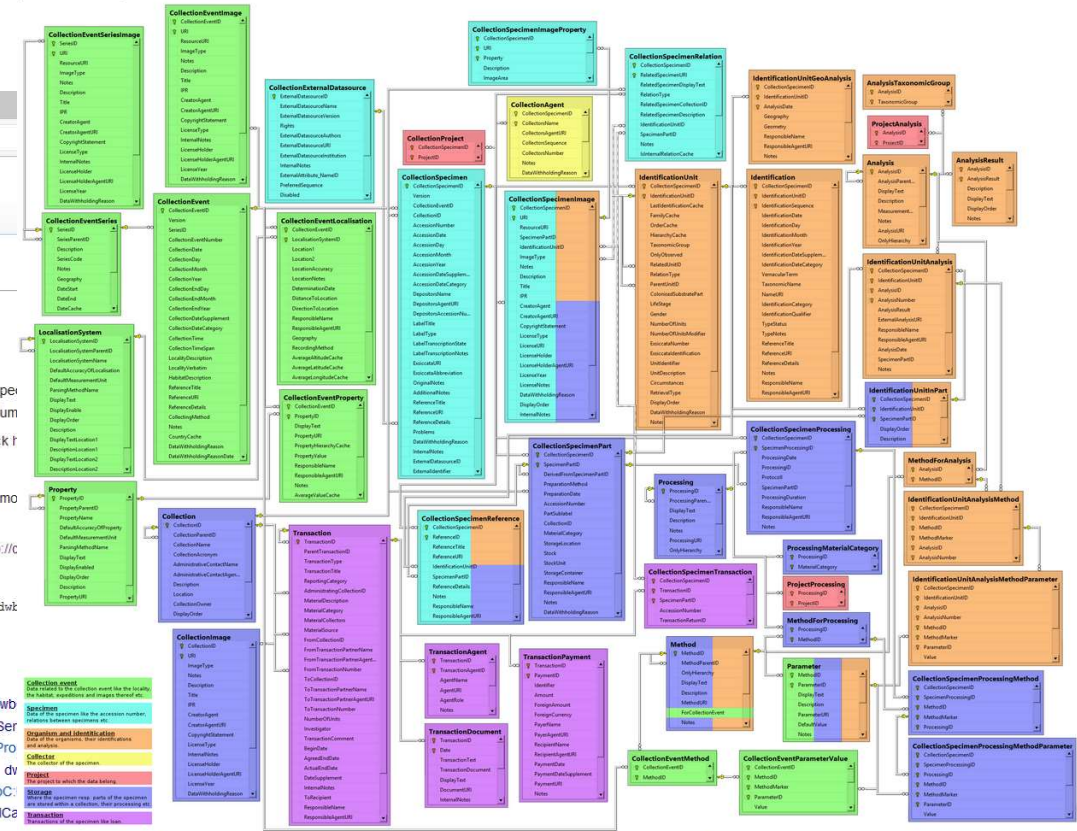 CollectionEventSeriesImage
SeriesID
URI
ResourceURI
ImageType
Notes
Description
Title
IPR
CreatorAgent
CreatorAgentURI
CopyrightStatement
LicenseType
InternalNotes
LicenseHolder
LicenseHolderAgentURI
LicenseYear
DataWithholdingReason
CollectionEventImage
CollectionEventID
URI
ResourceURI
ImageType
Notes
Description
Title
IPR
CreatorAgent
CreatorAgentURI
CopyrightStatement
LicenseType
InternalNotes
LicenseHolder
LicenseHolderAgentURI
LicenseYear
DataWithholdingReason
CollectionExternalDatasource
ExternalDatasourceID
ExternalDatasourceName
ExternalDatasourceVersion
Rights
ExternalDatasourceAuthors
ExternalDatasourceURI
ExternalDatasourceInstitution
InternalNotes
ExternalAttribute_NameID
PreferredSequence
Disabled
CollectionSpecimenImageProperty
CollectionSpecimenID
URI
Property
Description
ImageArea
CollectionSpecimenRelation
CollectionSpecimenID
RelatedSpecimenURI
RelatedSpecimenDisplayText
RelationType
RelatedSpecimenCollectionID
RelatedSpecimenDescription
IdentificationUnitID
SpecimenPartID
Notes
IsInternalRelationCache
CollectionAgent
CollectionSpecimenID
CollectorsName
CollectorsAgentURI
CollectorsSequence
CollectorsNumber
Notes
DataWithholdingReason
CollectionProject
CollectionSpecimenID
ProjectID
IdentificationUnitGeoAnalysis
CollectionSpecimenID
IdentificationUnitID
AnalysisDate
Geography
Geometry
ResponsibleName
ResponsibleAgentURI
Notes
AnalysisTaxonomicGroup
AnalysisID
TaxonomicGroup
ProjectAnalysis
AnalysisID
ProjectID
Analysis
AnalysisID
AnalysisParent...
DisplayText
Description
Measurement...
Notes
AnalysisURI
OnlyHierarchy
AnalysisResult
AnalysisID
AnalysisResult
Description
DisplayText
DisplayOrder
Notes
CollectionEventSeries
SeriesID
SeriesParentID
Description
SeriesCode
Notes
Geography
DateStart
DateEnd
DateCache
CollectionEvent
CollectionEventID
Version
SeriesID
CollectorsEventNumber
CollectionDate
CollectionDay
CollectionMonth
CollectionYear
CollectionEndDay
CollectionEndMonth
CollectionEndYear
CollectionDateSupplement
CollectionDateCategory
CollectionTime
CollectionTimeSpan
LocalityDescription
LocalityVerbatim
HabitatDescription
ReferenceTitle
ReferenceURI
ReferenceDetails
CollectingMethod
Notes
CountryCache
DataWithholdingReason
DataWithholdingReasonDate
CollectionEventLocalisation
CollectionEventID
LocalisationSystemID
Location1
Location2
LocationAccuracy
LocationNotes
DeterminationDate
DistanceToLocation
DirectionToLocation
ResponsibleName
ResponsibleAgentURI
Geography
RecordingMethod
AverageAltitudeCache
AverageLatitudeCache
AverageLongitudeCache
CollectionSpecimen
CollectionSpecimenID
Version
CollectionEventID
CollectionID
AccessionNumber
AccessionDate
AccessionDay
AccessionMonth
AccessionYear
AccessionDateSupplem...
AccessionDateCategory
DepositorsName
DepositorsAgentURI
DepositorsAccessionNu...
LabelTitle
LabelType
LabelTranscriptionState
LabelTranscriptionNotes
ExsiccataURI
ExsiccataAbbreviation
OriginalNotes
AdditionalNotes
ReferenceTitle
ReferenceURI
ReferenceDetails
Problems
DataWithholdingReason
InternalNotes
ExternalDatasourceID
ExternalIdentifier
CollectionSpecimenImage
CollectionSpecimenID
URI
ResourceURI
SpecimenPartID
IdentificationUnitID
ImageType
Notes
Description
Title
IPR
CreatorAgent
CreatorAgentURI
CopyrightStatement
LicenseType
LicenseURI
LicenseHolder
LicenseHolderAgentURI
LicenseYear
LicenseNotes
DataWithholdingReason
DisplayOrder
InternalNotes
IdentificationUnit
CollectionSpecimenID
IdentificationUnitID
LastIdentificationCache
FamilyCache
OrderCache
HierarchyCache
TaxonomicGroup
OnlyObserved
RelatedUnitID
RelationType
ParentUnitID
ColonisedSubstratePart
LifeStage
Gender
NumberOfUnits
NumberOfUnitsModifier
ExsiccataNumber
ExsiccataIdentification
UnitIdentifier
UnitDescription
Circumstances
RetrievalType
DisplayOrder
DataWithholdingReason
Notes
Identification
CollectionSpecimenID
IdentificationUnitID
IdentificationSequence
IdentificationDate
IdentificationDay
IdentificationMonth
IdentificationYear
IdentificationDateSupplem...
IdentificationDateCategory
VernacularTerm
TaxonomicName
NameURI
IdentificationCategory
IdentificationQualifier
TypeStatus
TypeNotes
ReferenceTitle
ReferenceURI
ReferenceDetails
Notes
ResponsibleName
ResponsibleAgentURI
IdentificationUnitAnalysis
CollectionSpecimenID
IdentificationUnitID
AnalysisID
AnalysisNumber
AnalysisResult
ExternalAnalysisURI
ResponsibleName
ResponsibleAgentURI
AnalysisDate
SpecimenPartID
Notes
LocalisationSystem
LocalisationSystemID
LocalisationSystemParentID
LocalisationSystemName
DefaultAccuracyOfLocalisation
DefaultMeasurementUnit
ParsingMethodName
DisplayText
DisplayEnable
DisplayOrder
Description
DisplayTextLocation1
DescriptionLocation1
DisplayTextLocation2
DescriptionLocation2
CollectionEventProperty
CollectionEventID
PropertyID
DisplayText
PropertyURI
PropertyHierarchyCache
PropertyValue
ResponsibleName
ResponsibleAgentURI
Notes
AverageValueCache
IdentificationUnitInPart
CollectionSpecimenID
IdentificationUnitID
SpecimenPartID
DisplayOrder
Description
CollectionSpecimenPart
CollectionSpecimenID
SpecimenPartID
DerivedFromSpecimenPartID
PreparationMethod
PreparationDate
AccessionNumber
PartSublabel
CollectionID
MaterialCategory
StorageLocation
Stock
StockUnit
StorageContainer
ResponsibleName
ResponsibleAgentURI
Notes
DataWithholdingReason
CollectionSpecimenProcessing
CollectionSpecimenID
SpecimenProcessingID
ProcessingDate
ProcessingID
Protocoll
SpecimenPartID
ProcessingDuration
ResponsibleName
ResponsibleAgentURI
Notes
MethodForAnalysis
AnalysisID
MethodID
Processing
ProcessingID
ProcessingParen...
DisplayText
Description
Notes
ProcessingURI
OnlyHierarchy
IdentificationUnitAnalysisMethod
CollectionSpecimenID
IdentificationUnitID
MethodID
MethodMarker
AnalysisID
AnalysisNumber
Property
PropertyID
PropertyParentID
PropertyName
DefaultAccuracyOfProperty
DefaultMeasurementUnit
ParsingMethodName
DisplayText
DisplayEnabled
DisplayOrder
Description
PropertyURI
Collection
CollectionID
CollectionParentID
CollectionName
CollectionAcronym
AdministrativeContactName
AdministrativeContactAgen...
Description
Location
CollectionOwner
DisplayOrder
Transaction
TransactionID
ParentTransactionID
TransactionType
TransactionTitle
ReportingCategory
AdministratingCollectionID
MaterialDescription
MaterialCategory
MaterialCollectors
MaterialSource
FromCollectionID
FromTransactionPartnerName
FromTransactionPartnerAgent...
FromTransactionNumber
ToCollectionID
ToTransactionPartnerName
ToTransactionPartnerAgentURI
ToTransactionNumber
NumberOfUnits
Investigator
TransactionComment
BeginDate
AgreedEndDate
ActualEndDate
DateSupplement
InternalNotes
ToRecipient
ResponsibleName
ResponsibleAgentURI
CollectionSpecimenReference
CollectionSpecimenID
ReferenceID
ReferenceTitle
ReferenceURI
IdentificationUnitID
SpecimenPartID
ReferenceDetails
Notes
ResponsibleName
ResponsibleAgentURI
ProcessingMaterialCategory
ProcessingID
MaterialCategory
CollectionSpecimenTransaction
CollectionSpecimenID
TransactionID
SpecimenPartID
AccessionNumber
TransactionReturnID
ProjectProcessing
ProcessingID
ProjectID
MethodForProcessing
ProcessingID
MethodID
IdentificationUnitAnalysisMethodParameter
CollectionSpecimenID
IdentificationUnitID
AnalysisID
AnalysisNumber
MethodID
MethodMarker
ParameterID
Value
CollectionImage
CollectionID
URI
ImageType
Notes
Description
Title
IPR
CreatorAgent
CreatorAgentURI
CopyrightStatement
LicenseType
InternalNotes
LicenseHolder
LicenseHolderAgentURI
LicenseYear
DataWithholdingReason
TransactionAgent
TransactionID
TransactionAgentID
AgentName
AgentURI
AgentRole
Notes
TransactionPayment
TransactionID
PaymentID
Identifier
Amount
ForeignAmount
ForeignCurrency
PayerName
PayerAgentURI
RecipientName
RecipientAgentURI
PaymentDate
PaymentDateSupplement
PaymentURI
Notes
TransactionDocument
TransactionID
Date
TransactionText
TransactionDocument
DisplayText
DocumentURI
InternalNotes
Method
MethodID
MethodParentID
OnlyHierarchy
DisplayText
Description
MethodURI
ForCollectionEvent
Notes
Parameter
MethodID
ParameterID
DisplayText
Description
ParameterURI
DefaultValue
Notes
CollectionSpecimenProcessingMethod
CollectionSpecimenID
SpecimenProcessingID
MethodID
MethodMarker
ProcessingID
CollectionSpecimenProcessingMethodParameter
CollectionSpecimenID
SpecimenProcessingID
ProcessingID
MethodID
MethodMarker
ParameterID
Value
CollectionEventMethod
CollectionEventID
MethodID
CollectionEventParameterValue
CollectionEventID
MethodID
MethodMarker
ParameterID
Value
Collection event
Data related to the collection event like the locality,
the habitat, expeditions and images thereof etc.
Specimen
Data of the specimen like the accession number,
relations between specimens etc.
Organism and identification
Data of the organisms, their identifications
and analysis.
Collector
The collector of the specimen.
Project
The project to which the data belong.
Storage
Where the specimen resp. parts of the specimen
are stored within a collection, their processing etc.
Transaction
Transactions of the specimen like loan.